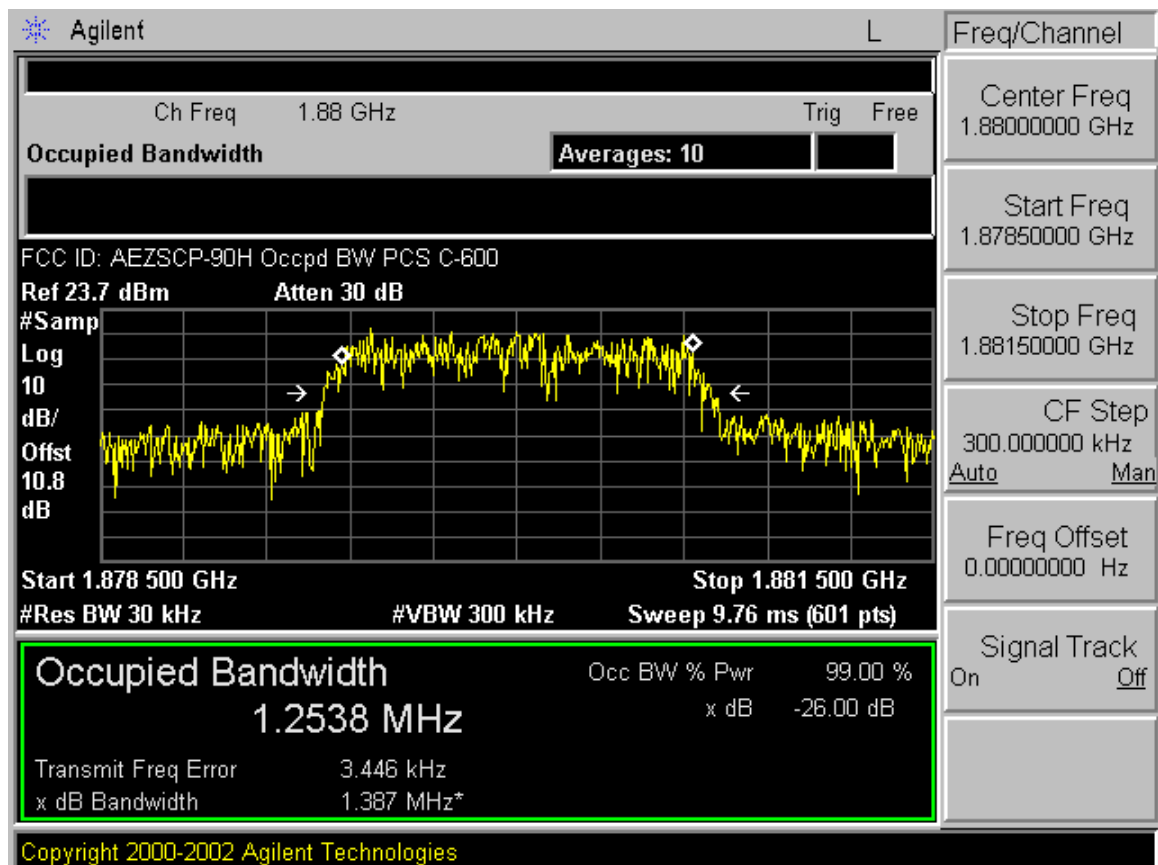 Agilent L Freq/Channel
Ch Freq 1.88 GHz Trig Free
Occupied Bandwidth Averages: 10
Center Freq
1.88000000 GHz
Start Freq
1.87850000 GHz
Stop Freq
1.88150000 GHz
CF Step
300.000000 kHz
Auto Man
Freq Offset
0.00000000 Hz
Signal Track
On Off
FCC ID: AEZSCP-90H Occpd BW PCS C-600
Ref 23.7 dBm Atten 30 dB
#Samp
Log
10
dB/
Offst
10.8
dB
Start 1.878 500 GHz Stop 1.881 500 GHz
#Res BW 30 kHz #VBW 300 kHz Sweep 9.76 ms (601 pts)
Occupied Bandwidth Occ BW % Pwr 99.00 %
1.2538 MHz x dB -26.00 dB
Transmit Freq Error 3.446 kHz
x dB Bandwidth 1.387 MHz*
Copyright 2000-2002 Agilent Technologies